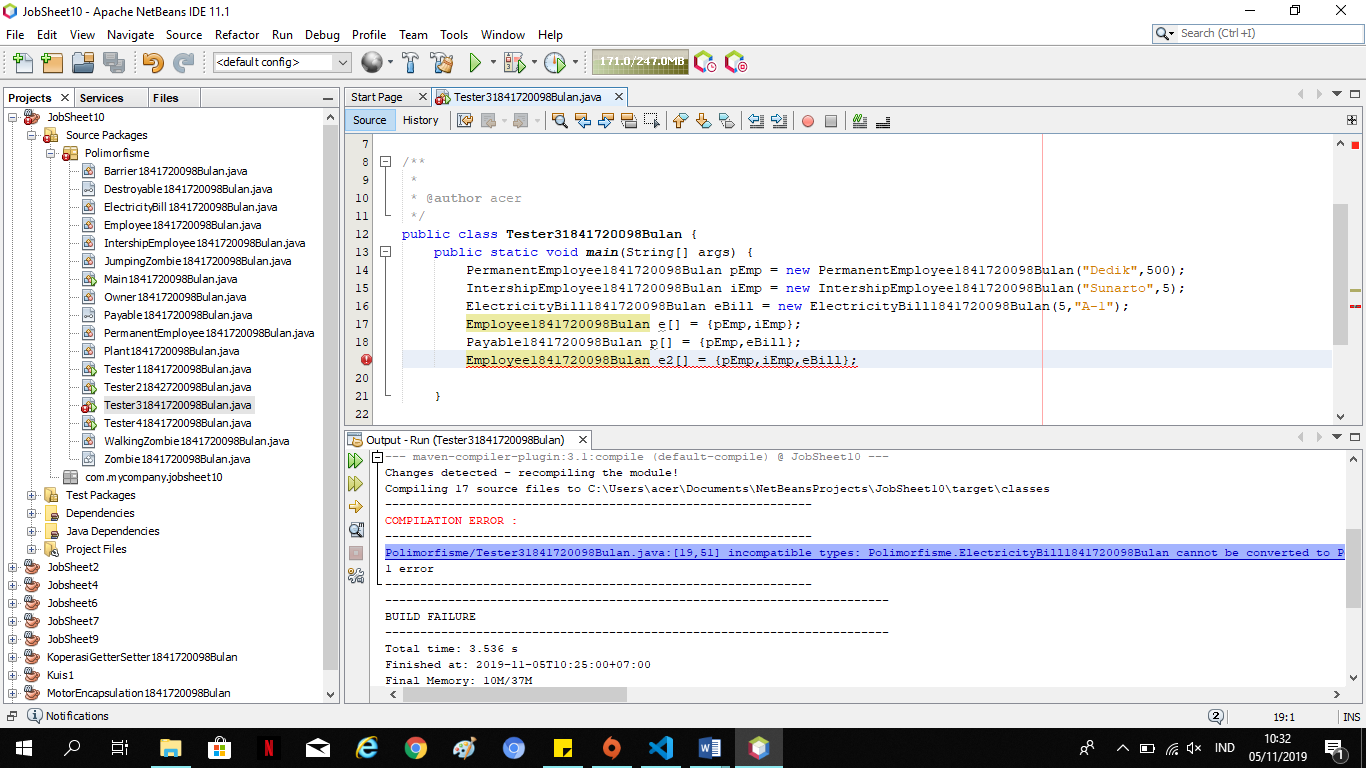 JobSheet10 - Apache NetBeans IDE 11.1
File Edit View Navigate Source Refactor Run Debug Profile Team Tools Window Help
Search (Ctrl+I)
<default config>
171.0/247.0MB
Projects Services Files
JobSheet10
Source Packages
Polimorfisme
Barrier1841720098Bulan.java
Destroyable1841720098Bulan.java
ElectricityBill1841720098Bulan.java
Employee1841720098Bulan.java
IntershipEmployee1841720098Bulan.java
JumpingZombie1841720098Bulan.java
Main1841720098Bulan.java
Owner1841720098Bulan.java
Payable1841720098Bulan.java
PermanentEmployee1841720098Bulan.java
Plant1841720098Bulan.java
Tester11841720098Bulan.java
Tester21842720098Bulan.java
Tester31841720098Bulan.java
Tester41841720098Bulan.java
WalkingZombie1841720098Bulan.java
Zombie1841720098Bulan.java
com.mycompany.jobsheet10
Test Packages
Dependencies
Java Dependencies
Project Files
JobSheet2
Jobsheet4
Jobsheet6
JobSheet7
JobSheet9
KoperasiGetterSetter1841720098Bulan
Kuis1
MotorEncapsulation1841720098Bulan
Start Page Tester31841720098Bulan.java
Source History
7
8 /**
9 *
10 * @author acer
11 */
12 public class Tester31841720098Bulan {
13 public static void main(String[] args) {
14 PermanentEmployee1841720098Bulan pEmp = new PermanentEmployee1841720098Bulan("Dedik",500);
15 IntershipEmployee1841720098Bulan iEmp = new IntershipEmployee1841720098Bulan("Sunarto",5);
16 ElectricityBill1841720098Bulan eBill = new ElectricityBill1841720098Bulan(5,"A-1");
17 Employee1841720098Bulan e[] = {pEmp,iEmp};
18 Payable1841720098Bulan p[] = {pEmp,eBill};
Employee1841720098Bulan e2[] = {pEmp,iEmp,eBill};
20
21 }
22
Output - Run (Tester31841720098Bulan)
--- maven-compiler-plugin:3.1:compile (default-compile) @ JobSheet10 ---
Changes detected - recompiling the module!
Compiling 17 source files to C:\Users\acer\Documents\NetBeansProjects\JobSheet10\target\classes
------------------------------------------------------------
COMPILATION ERROR :
------------------------------------------------------------
Polimorfisme/Tester31841720098Bulan.java:[19,51] incompatible types: Polimorfisme.ElectricityBill1841720098Bulan cannot be converted to
1 error
------------------------------------------------------------
------------------------------------------------------------------------
BUILD FAILURE
------------------------------------------------------------------------
Total time: 3.536 s
Finished at: 2019-11-05T10:25:00+07:00
Final Memory: 10M/37M
Notifications
2
19:1 INS
IND
10:32
05/11/2019
1